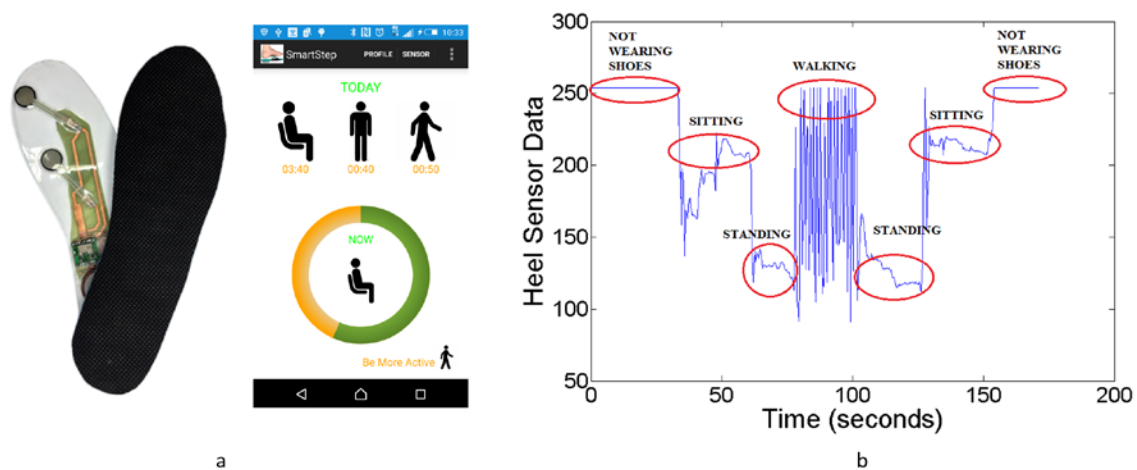 10:33
SmartStep PROFILE SENSOR
TODAY
03:40 00:40 00:50
NOW
Be More Active
a
300
250
200
150
100
50
Heel Sensor Data
NOT
WEARING
SHOES
SITTING
STANDING
WALKING
STANDING
SITTING
NOT
WEARING
SHOES
0 50 100 150 200
Time (seconds)
b